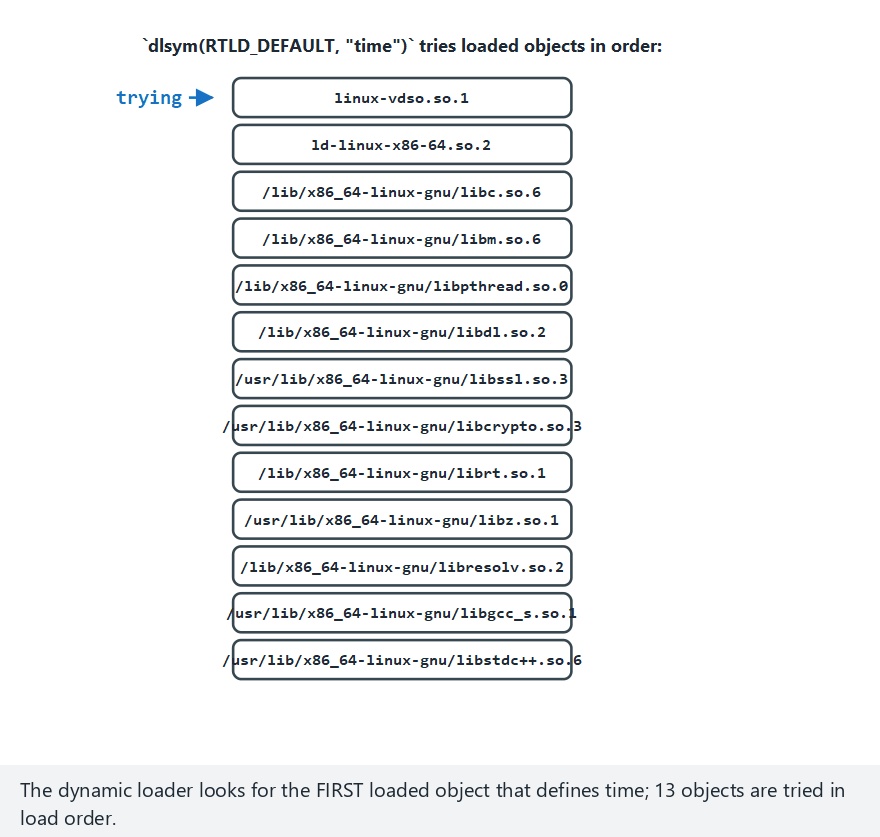 `dlsym(RTLD_DEFAULT, "time")` tries loaded objects in order:
trying
linux-vdso.so.1
ld-linux-x86-64.so.2
/lib/x86_64-linux-gnu/libc.so.6
/lib/x86_64-linux-gnu/libm.so.6
/lib/x86_64-linux-gnu/libpthread.so.0
/lib/x86_64-linux-gnu/libdl.so.2
/usr/lib/x86_64-linux-gnu/libssl.so.3
/usr/lib/x86_64-linux-gnu/libcrypto.so.3
/lib/x86_64-linux-gnu/librt.so.1
/usr/lib/x86_64-linux-gnu/libz.so.1
/lib/x86_64-linux-gnu/libresolv.so.2
/usr/lib/x86_64-linux-gnu/libgcc_s.so.1
/usr/lib/x86_64-linux-gnu/libstdc++.so.6
The dynamic loader looks for the FIRST loaded object that defines time; 13 objects are tried in
load order.